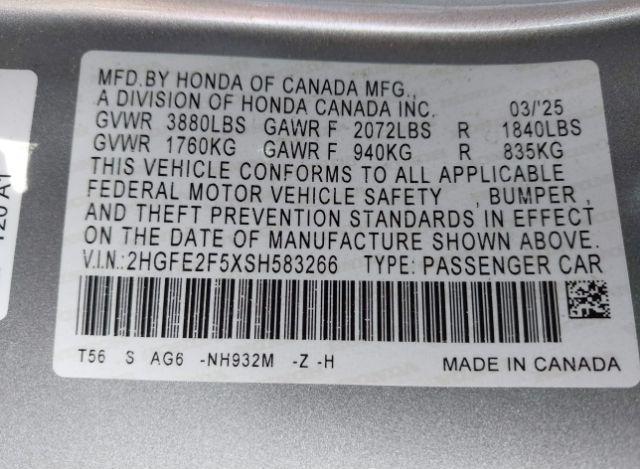 MFD.BY HONDA OF CANADA MFG.,
A DIVISION OF HONDA CANADA INC. 03/'25
GVWR 3880LBS GAWR F 2072LBS R 1840LBS
GVWR 1760KG GAWR F 940KG R 835KG
THIS VEHICLE CONFORMS TO ALL APPLICABLE
FEDERAL MOTOR VEHICLE SAFETY , BUMPER ,
AND THEFT PREVENTION STANDARDS IN EFFECT
ON THE DATE OF MANUFACTURE SHOWN ABOVE.
V.I.N.:2HGFE2F5XSH583266 TYPE: PASSENGER CAR
T56 S AG6 -NH932M -Z -H MADE IN CANADA
120 A1